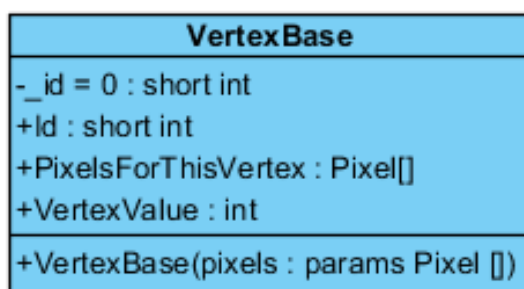 VertexBase
-_id = 0 : short int
+Id : short int
+PixelsForThisVertex : Pixel[]
+VertexValue : int
+VertexBase(pixels : params Pixel [])